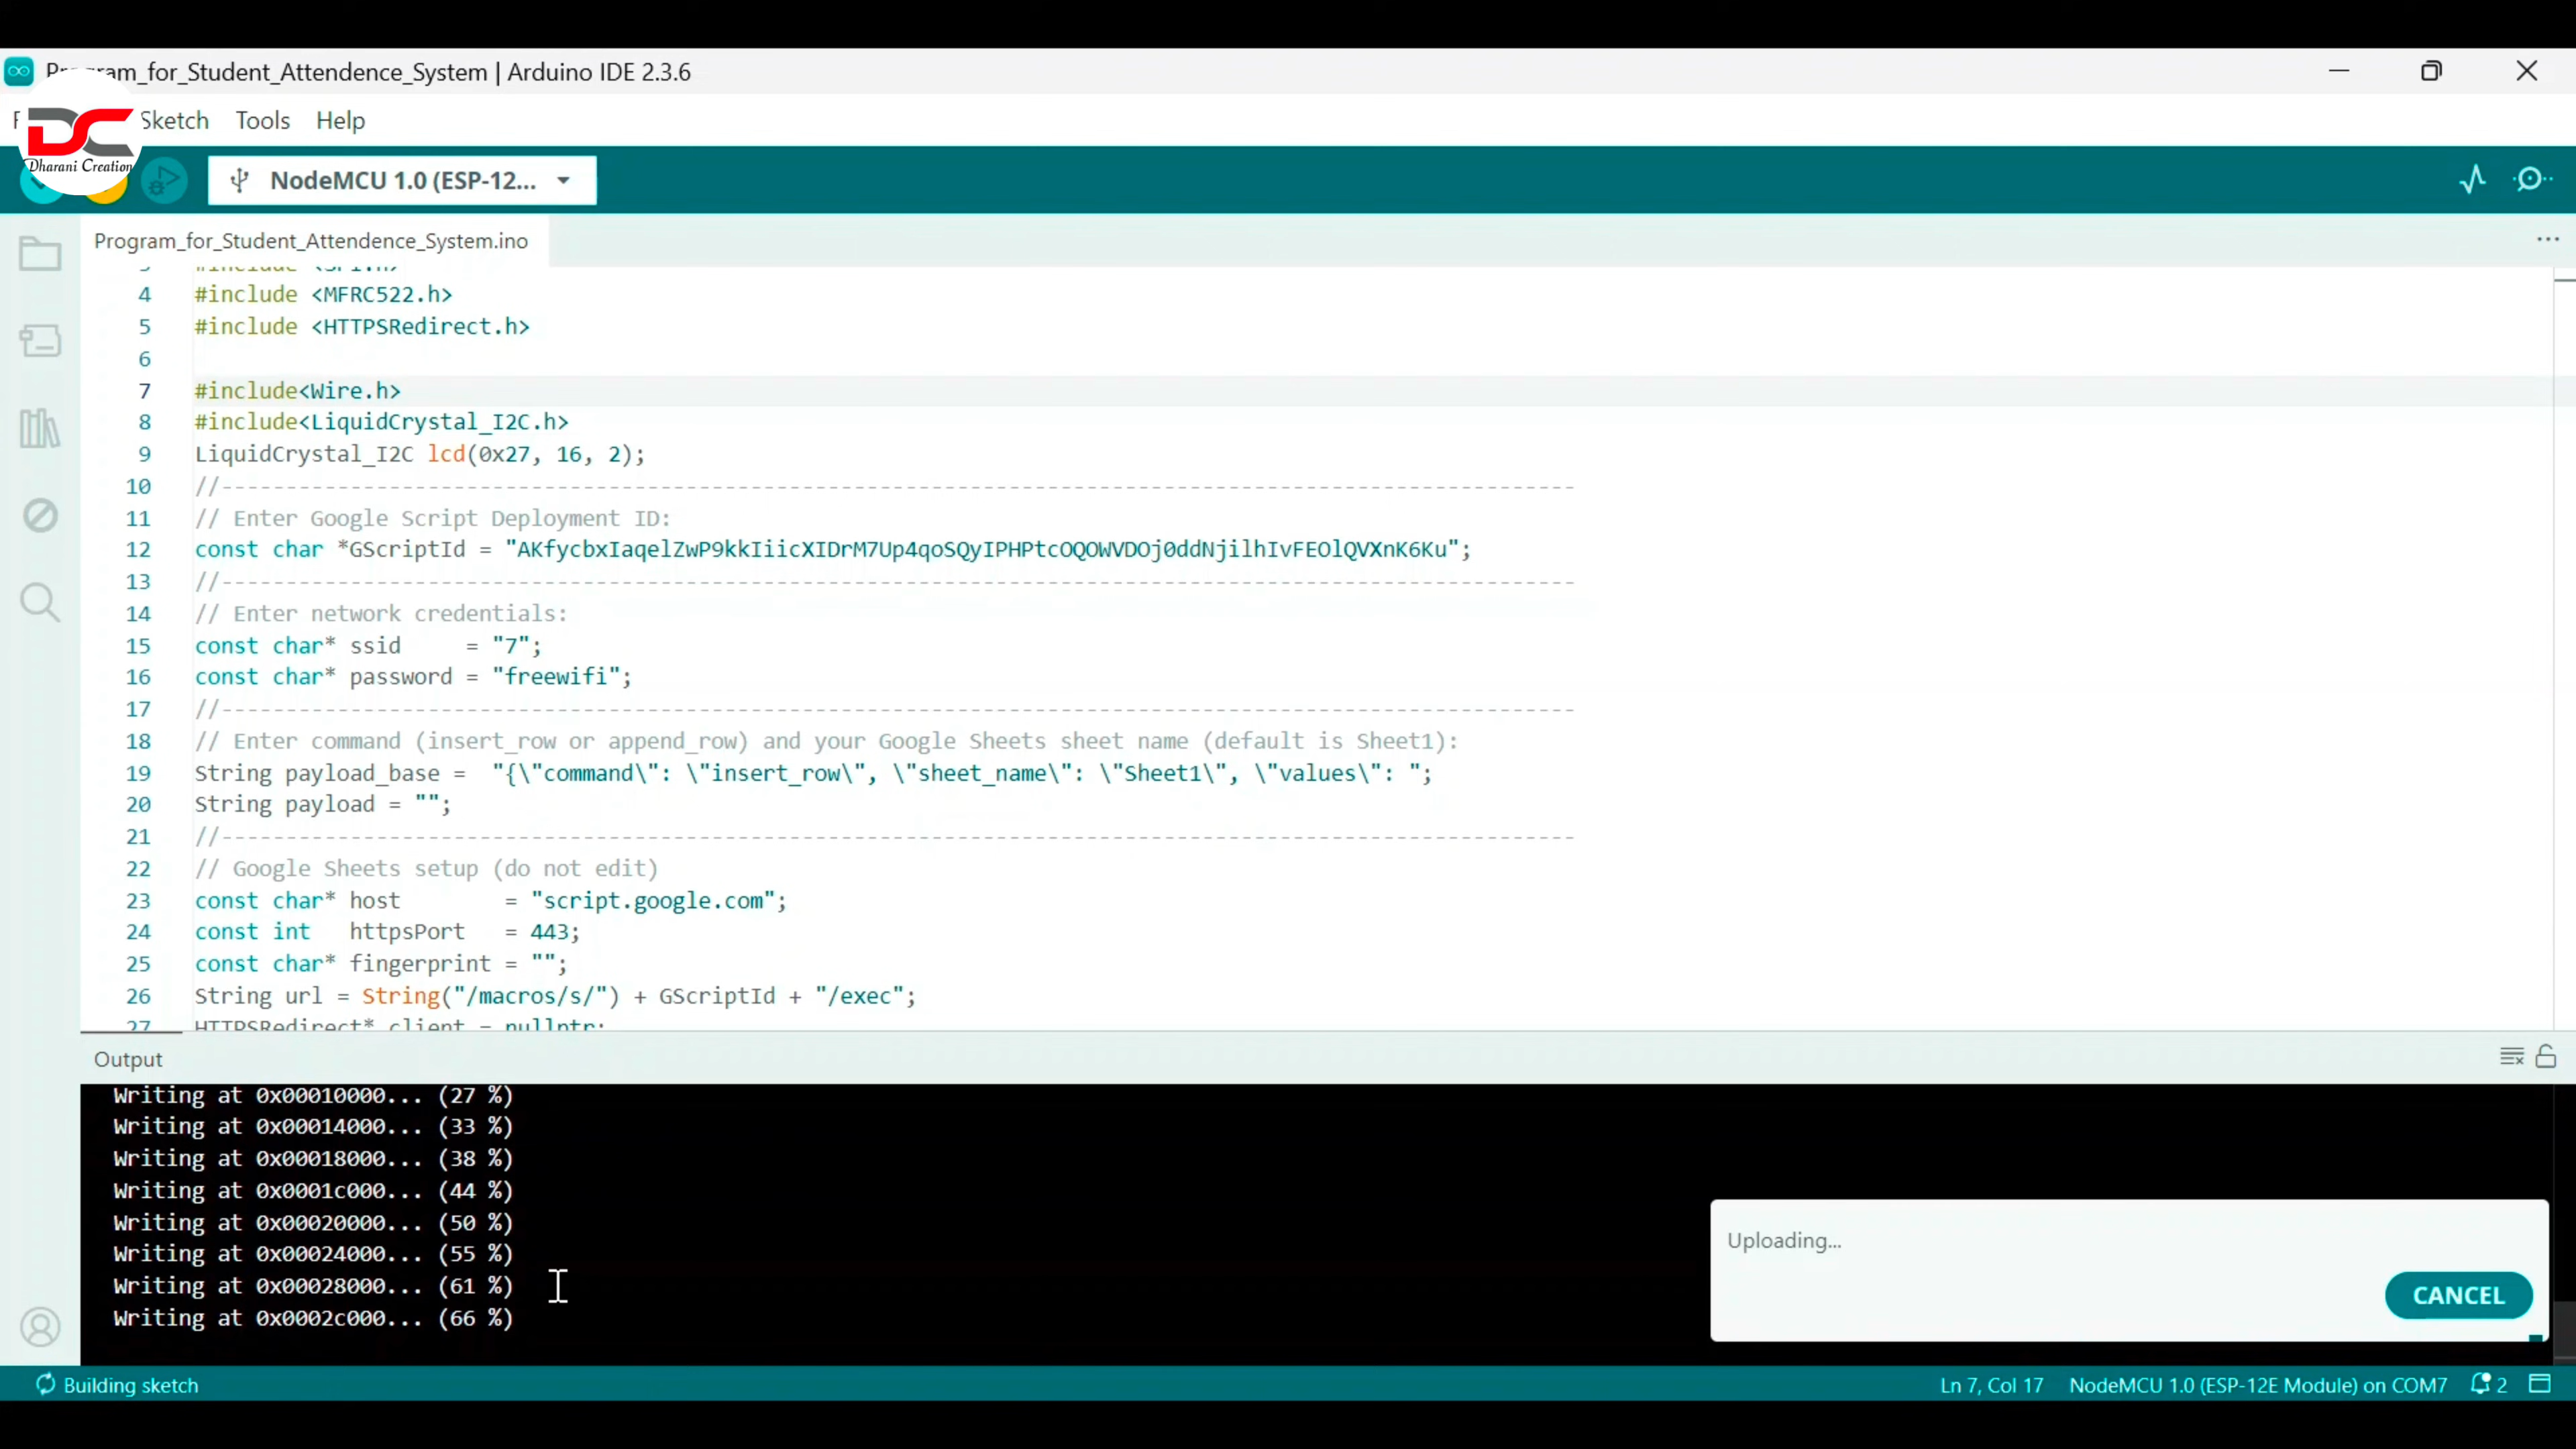 Program_for_Student_Attendence_System | Arduino IDE 2.3.6
Sketch Tools Help
DC
Dharani Creation
NodeMCU 1.0 (ESP-12...
Program_for_Student_Attendence_System.ino
4 #include <MFRC522.h>
5 #include <HTTPSRedirect.h>
6
7 #include<Wire.h>
8 #include<LiquidCrystal_I2C.h>
9 LiquidCrystal_I2C lcd(0x27, 16, 2);
10 //---------------------------------------------------------------------------------------------------------
11 // Enter Google Script Deployment ID:
12 const char *GScriptId = "AKfycbxIaqelZwP9kkIiicXIDrM7Up4qoSQyIPHPtcOQOWVDOj0ddNjilhIvFEOlQVXnK6Ku";
13 //---------------------------------------------------------------------------------------------------------
14 // Enter network credentials:
15 const char* ssid     = "7";
16 const char* password = "freewifi";
17 //---------------------------------------------------------------------------------------------------------
18 // Enter command (insert_row or append_row) and your Google Sheets sheet name (default is Sheet1):
19 String payload_base =  "{\"command\": \"insert_row\", \"sheet_name\": \"Sheet1\", \"values\": ";
20 String payload = "";
21 //---------------------------------------------------------------------------------------------------------
22 // Google Sheets setup (do not edit)
23 const char* host        = "script.google.com";
24 const int   httpsPort   = 443;
25 const char* fingerprint = "";
26 String url = String("/macros/s/") + GScriptId + "/exec";
27 HTTPSRedirect* client = nullptr;
Output
Writing at 0x00010000... (27 %)
Writing at 0x00014000... (33 %)
Writing at 0x00018000... (38 %)
Writing at 0x0001c000... (44 %)
Writing at 0x00020000... (50 %)
Writing at 0x00024000... (55 %)
Writing at 0x00028000... (61 %)
Writing at 0x0002c000... (66 %)
Uploading...
CANCEL
Building sketch
Ln 7, Col 17 NodeMCU 1.0 (ESP-12E Module) on COM7 2